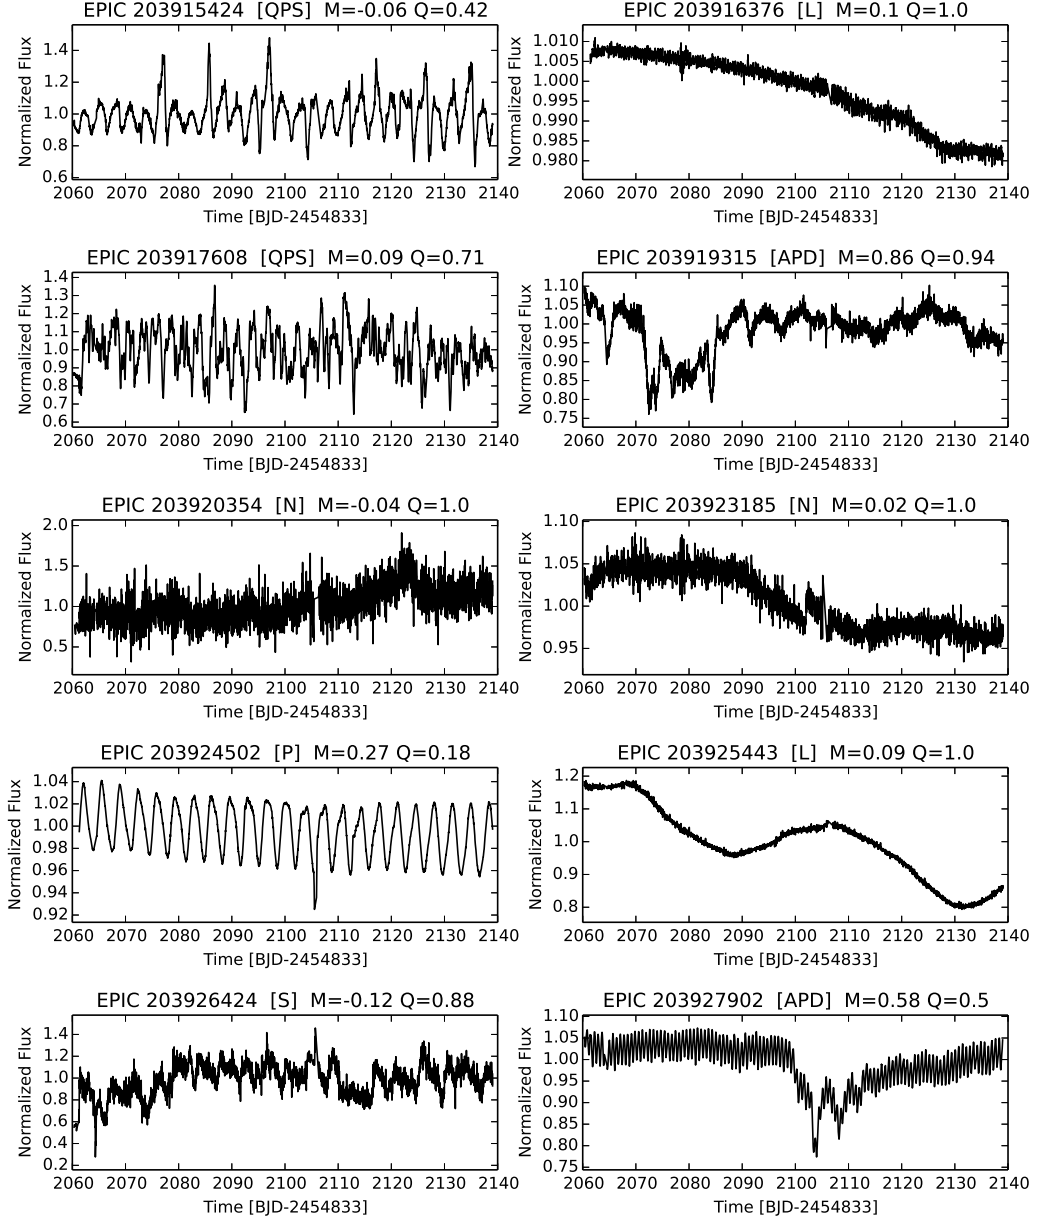 EPIC 203915424 [QPS] M=-0.06 Q=0.42
Normalized Flux
1.4
1.2
1.0
0.8
0.6
2060 2070 2080 2090 2100 2110 2120 2130 2140
Time [BJD-2454833]
EPIC 203916376 [L] M=0.1 Q=1.0
Normalized Flux
1.010
1.005
1.000
0.995
0.990
0.985
0.980
2060 2070 2080 2090 2100 2110 2120 2130 2140
Time [BJD-2454833]
EPIC 203917608 [QPS] M=0.09 Q=0.71
Normalized Flux
1.4
1.3
1.2
1.1
1.0
0.9
0.8
0.7
0.6
2060 2070 2080 2090 2100 2110 2120 2130 2140
Time [BJD-2454833]
EPIC 203919315 [APD] M=0.86 Q=0.94
Normalized Flux
1.10
1.05
1.00
0.95
0.90
0.85
0.80
0.75
2060 2070 2080 2090 2100 2110 2120 2130 2140
Time [BJD-2454833]
EPIC 203920354 [N] M=-0.04 Q=1.0
Normalized Flux
2.0
1.5
1.0
0.5
2060 2070 2080 2090 2100 2110 2120 2130 2140
Time [BJD-2454833]
EPIC 203923185 [N] M=0.02 Q=1.0
Normalized Flux
1.10
1.05
1.00
0.95
2060 2070 2080 2090 2100 2110 2120 2130 2140
Time [BJD-2454833]
EPIC 203924502 [P] M=0.27 Q=0.18
Normalized Flux
1.04
1.02
1.00
0.98
0.96
0.94
0.92
2060 2070 2080 2090 2100 2110 2120 2130 2140
Time [BJD-2454833]
EPIC 203925443 [L] M=0.09 Q=1.0
Normalized Flux
1.2
1.1
1.0
0.9
0.8
2060 2070 2080 2090 2100 2110 2120 2130 2140
Time [BJD-2454833]
EPIC 203926424 [S] M=-0.12 Q=0.88
Normalized Flux
1.4
1.2
1.0
0.8
0.6
0.4
0.2
2060 2070 2080 2090 2100 2110 2120 2130 2140
Time [BJD-2454833]
EPIC 203927902 [APD] M=0.58 Q=0.5
Normalized Flux
1.10
1.05
1.00
0.95
0.90
0.85
0.80
0.75
2060 2070 2080 2090 2100 2110 2120 2130 2140
Time [BJD-2454833]